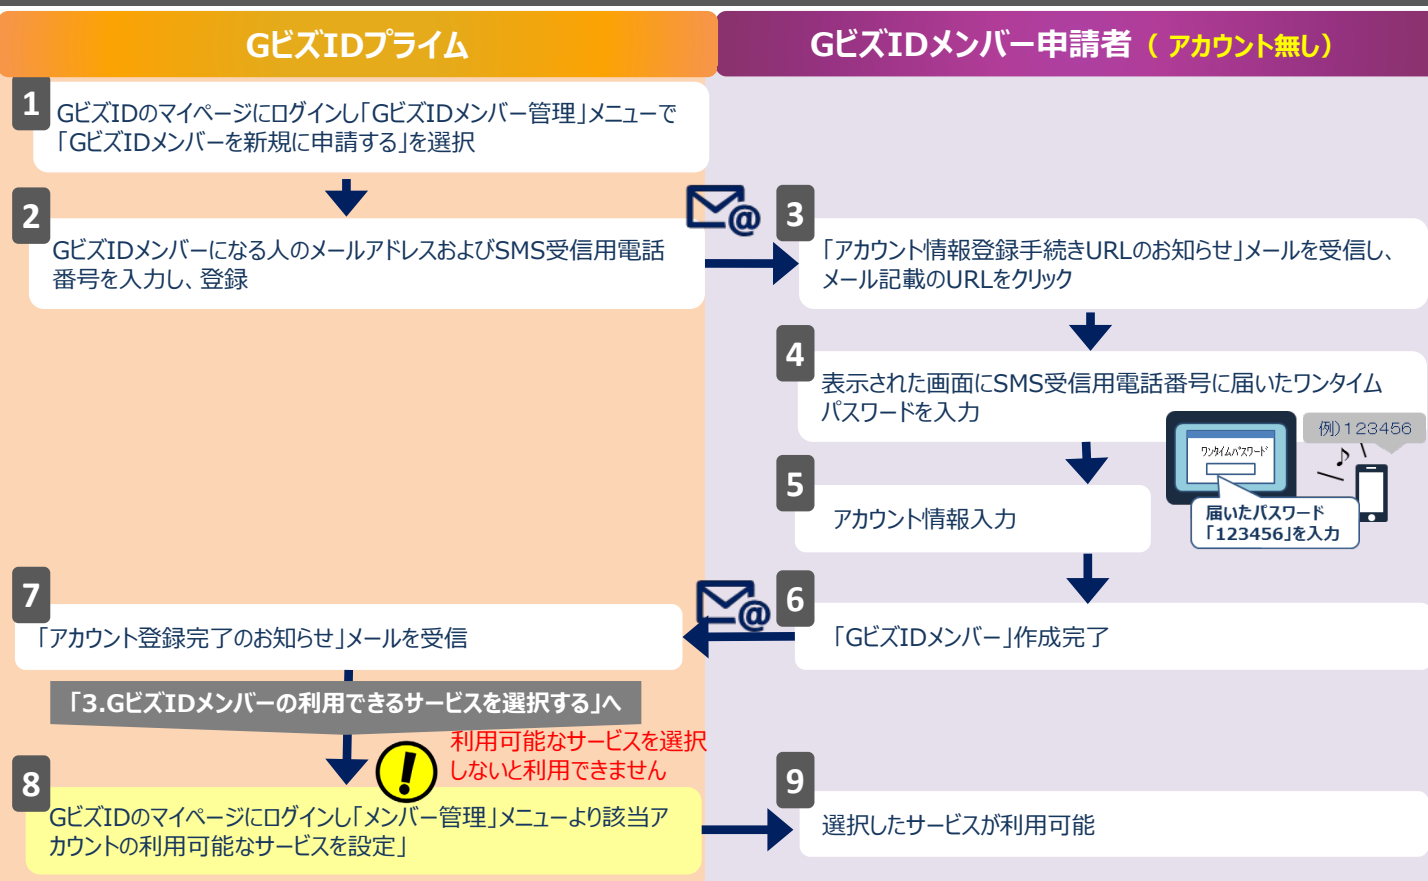 GビズIDプライム
GビズIDメンバー申請者（ アカウント無し）
1
GビズIDのマイページにログインし「GビズIDメンバー管理」メニューで
「GビズIDメンバーを新規に申請する」を選択
2
GビズIDメンバーになる人のメールアドレスおよびSMS受信用電話
番号を入力し、登録
@
3
「アカウント情報登録手続きURLのお知らせ」メールを受信し、
メール記載のURLをクリック
4
表示された画面にSMS受信用電話番号に届いたワンタイム
パスワードを入力
例）123456
ワンタイムパスワード
届いたパスワード
「123456」を入力
5
アカウント情報入力
6
「GビズIDメンバー」作成完了
@
7
「アカウント登録完了のお知らせ」メールを受信
「3.GビズIDメンバーの利用できるサービスを選択する」へ
!
利用可能なサービスを選択
しないと利用できません
8
GビズIDのマイページにログインし「メンバー管理」メニューより該当ア
カウントの利用可能なサービスを設定」
9
選択したサービスが利用可能